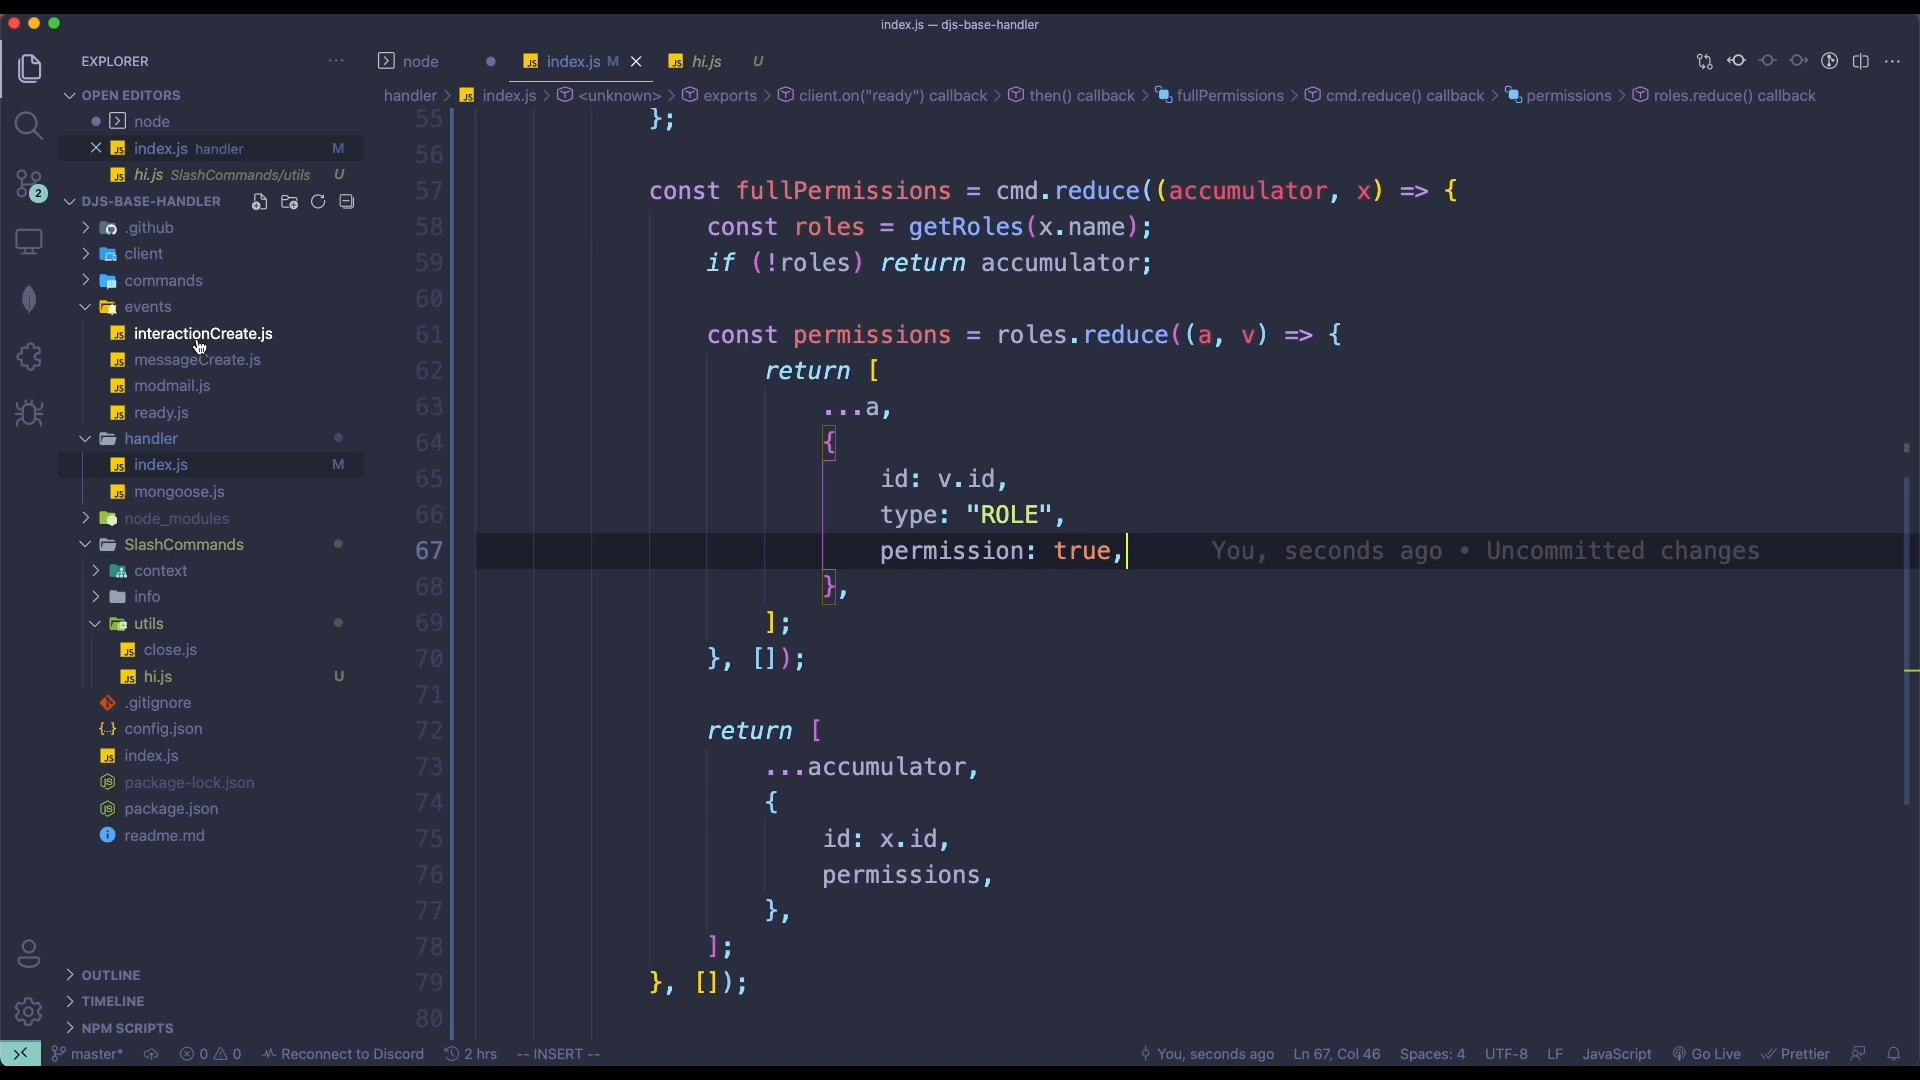 index.js — djs-base-handler
EXPLORER
OPEN EDITORS
node
index.js handler M
hi.js SlashCommands/utils U
DJS-BASE-HANDLER
.github
client
commands
events
interactionCreate.js
messageCreate.js
modmail.js
ready.js
handler
index.js M
mongoose.js
node_modules
SlashCommands
context
info
utils
close.js
hi.js U
.gitignore
config.json
index.js
package-lock.json
package.json
readme.md
OUTLINE
TIMELINE
NPM SCRIPTS
2
node
index.js M
hi.js U
handler > index.js > <unknown> > exports > client.on("ready") callback > then() callback > fullPermissions > cmd.reduce() callback > permissions > roles.reduce() callback
55 };
56
57 const fullPermissions = cmd.reduce((accumulator, x) => {
58 const roles = getRoles(x.name);
59 if (!roles) return accumulator;
60
61 const permissions = roles.reduce((a, v) => {
62 return [
63 ...a,
64 {
65 id: v.id,
66 type: "ROLE",
67 permission: true, You, seconds ago • Uncommitted changes
68 },
69 ];
70 }, []);
71
72 return [
73 ...accumulator,
74 {
75 id: x.id,
76 permissions,
77 },
78 ];
79 }, []);
80
master* 0 0 Reconnect to Discord 2 hrs -- INSERT -- You, seconds ago Ln 67, Col 46 Spaces: 4 UTF-8 LF JavaScript Go Live Prettier